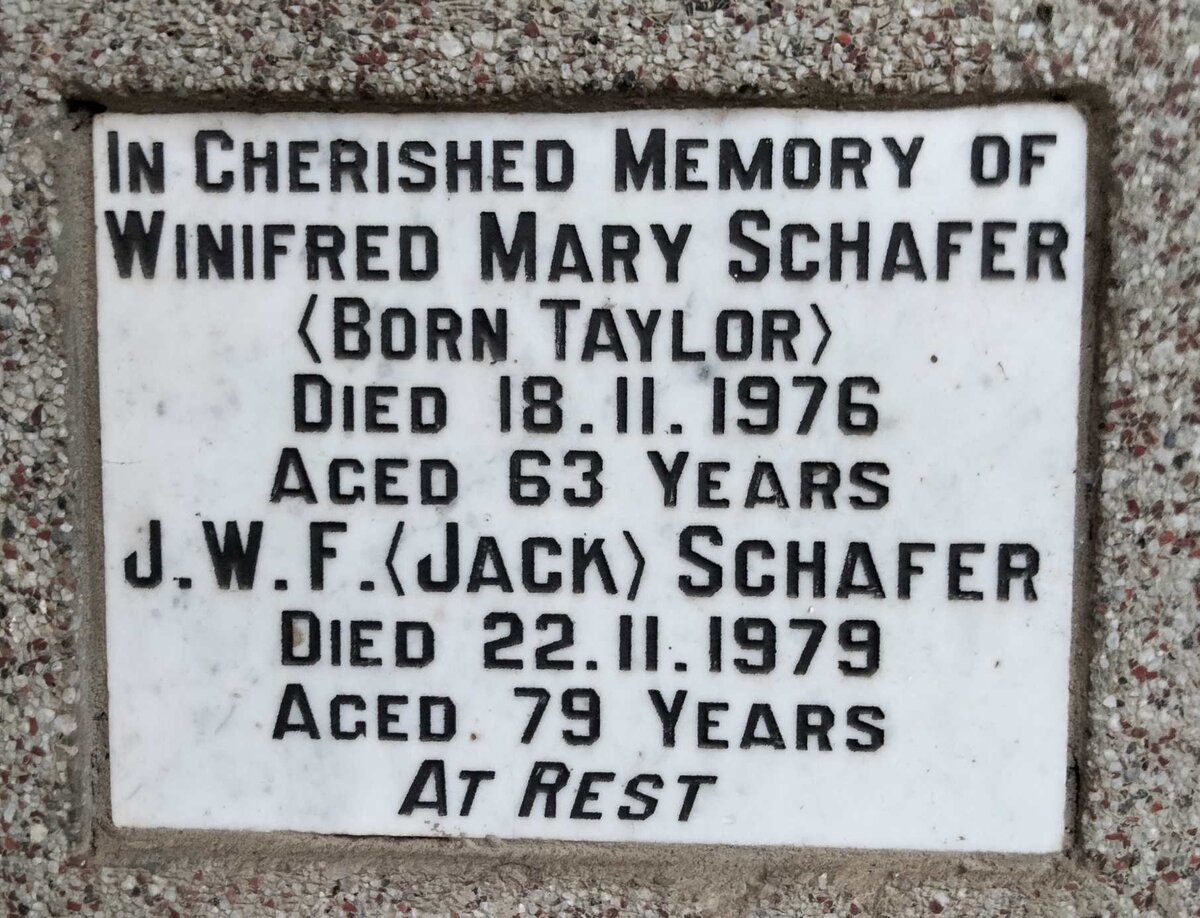 In Cherished Memory of
Winifred Mary Schafer
⟨Born Taylor⟩
Died 18.11.1976
Aged 63 Years
J.W.F.⟨Jack⟩ Schafer
Died 22.11.1979
Aged 79 Years
At Rest